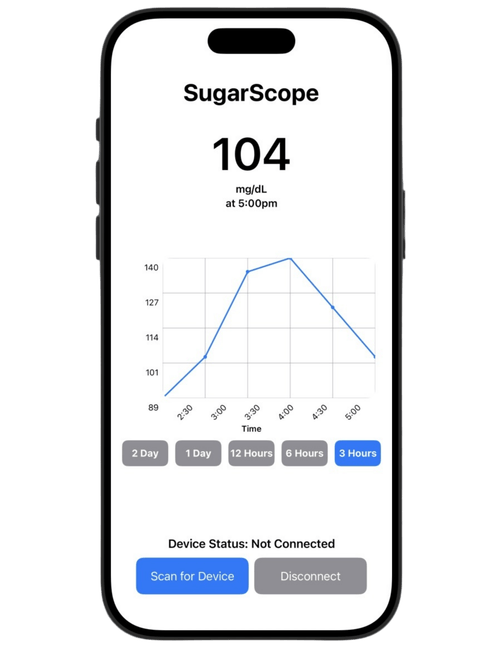 SugarScope
104
mg/dL
at 5:00pm
140
127
114
101
89
2:30 3:00 3:30 4:00 4:30 5:00
Time
2 Day 1 Day 12 Hours 6 Hours 3 Hours
Device Status: Not Connected
Scan for Device Disconnect